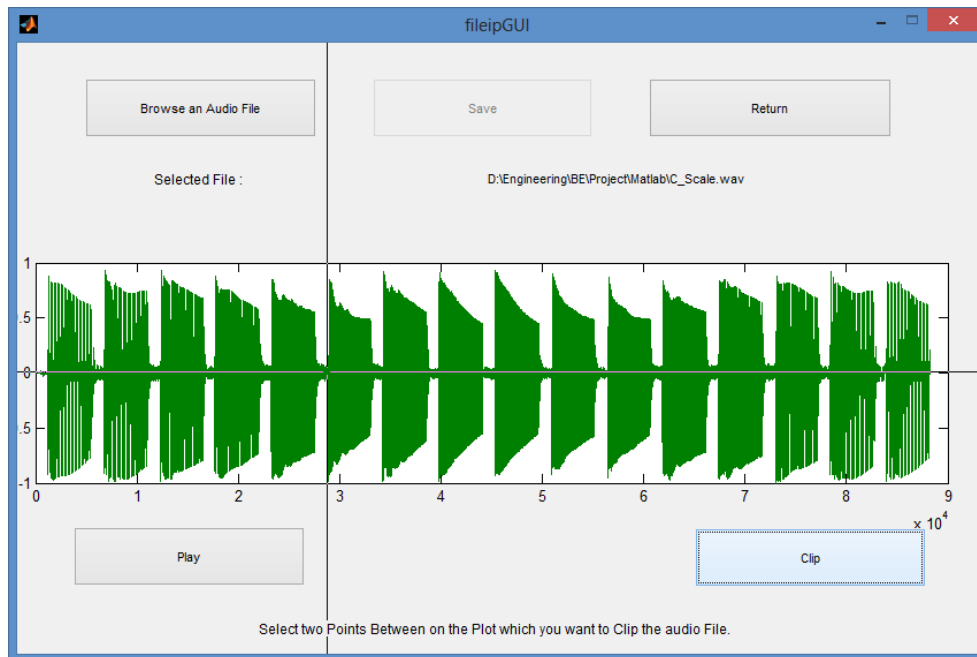 fileipGUI
Browse an Audio File
Save
Return
Selected File :
D:\Engineering\BE\Project\Matlab\C_Scale.wav
1
.5
0
.5
-1
0 1 2 3 4 5 6 7 8 9
x 10^4
Play
Clip
Select two Points Between on the Plot which you want to Clip the audio File.